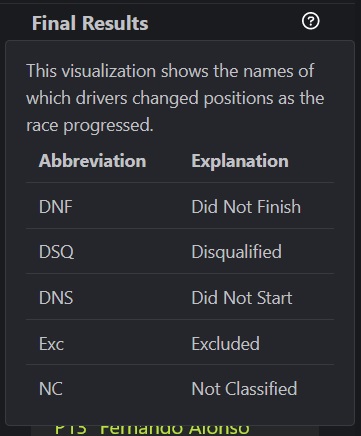 Final Results
This visualization shows the names of
which drivers changed positions as the
race progressed.
Abbreviation Explanation
DNF Did Not Finish
DSQ Disqualified
DNS Did Not Start
Exc Excluded
NC Not Classified
P13 Fernando Alonso